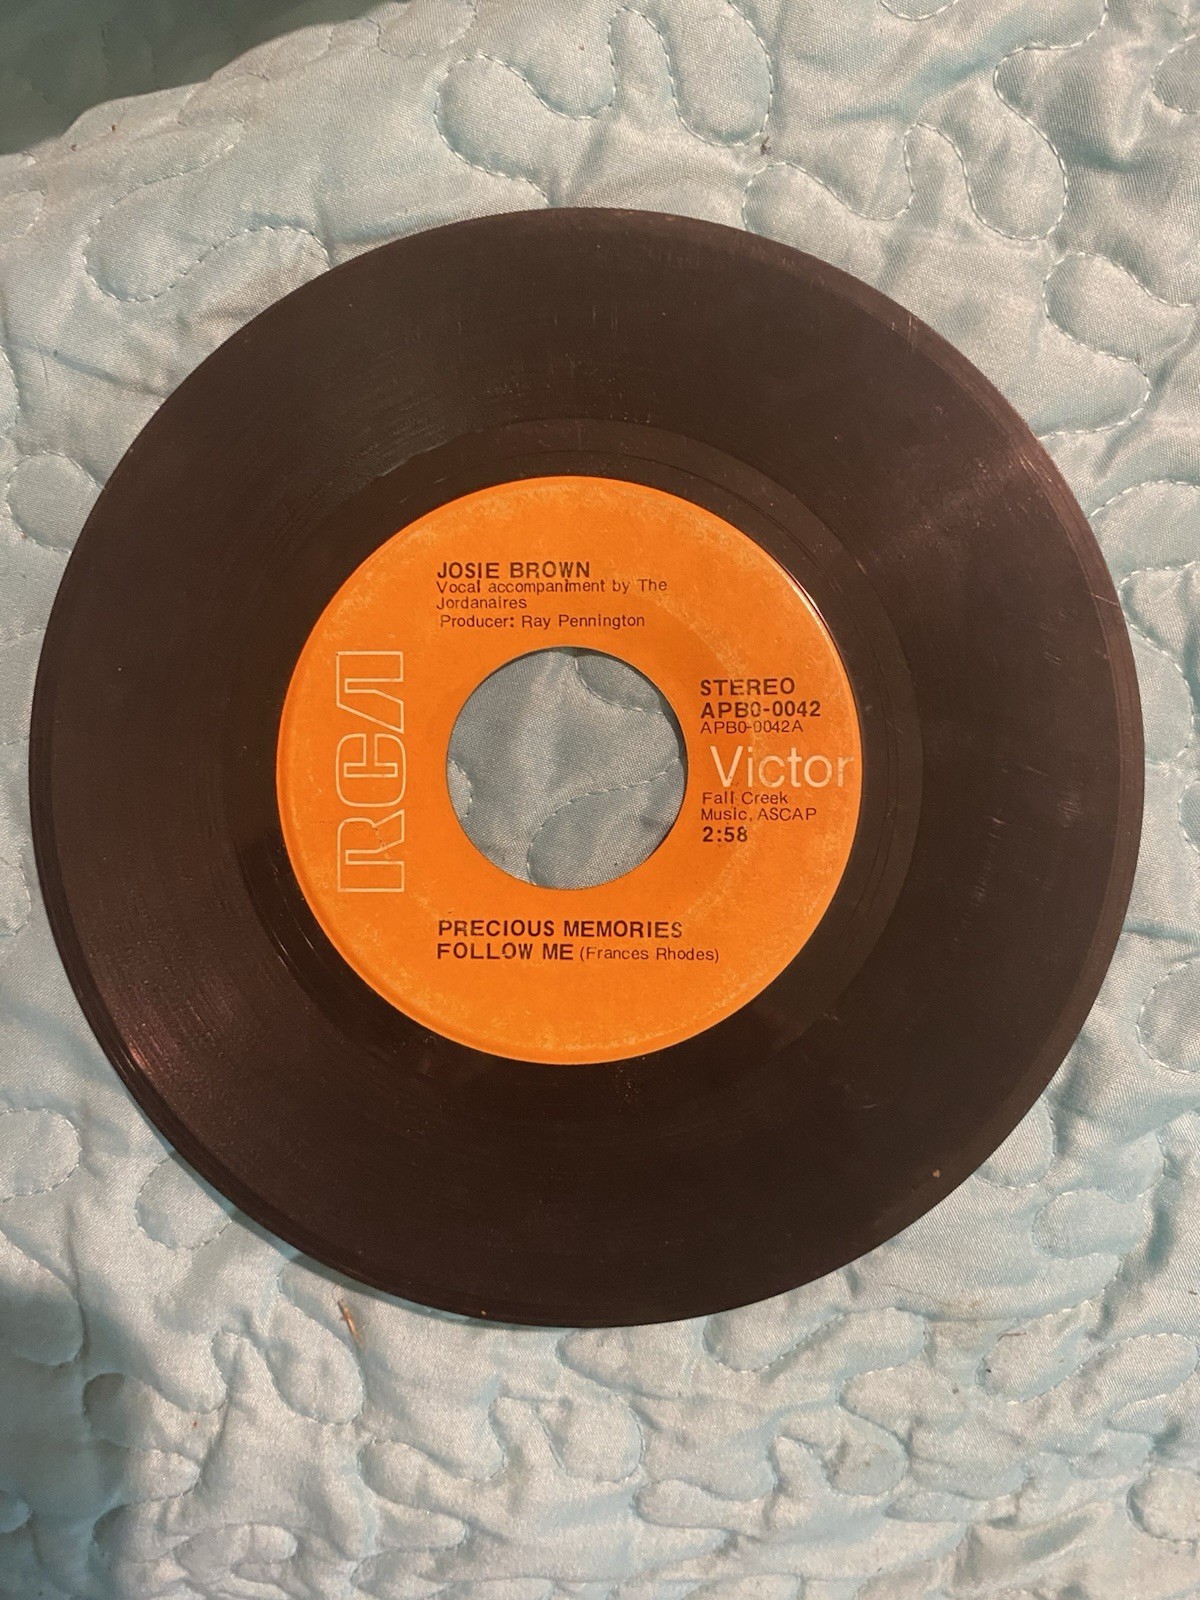 JOSIE BROWN
Vocal accompaniment by The
Jordanaires
Producer: Ray Pennington
RCA
STEREO
APB0-0042
APB0-0042A
Victor
Fall Creek
Music, ASCAP
2:58
PRECIOUS MEMORIES
FOLLOW ME (Frances Rhodes)